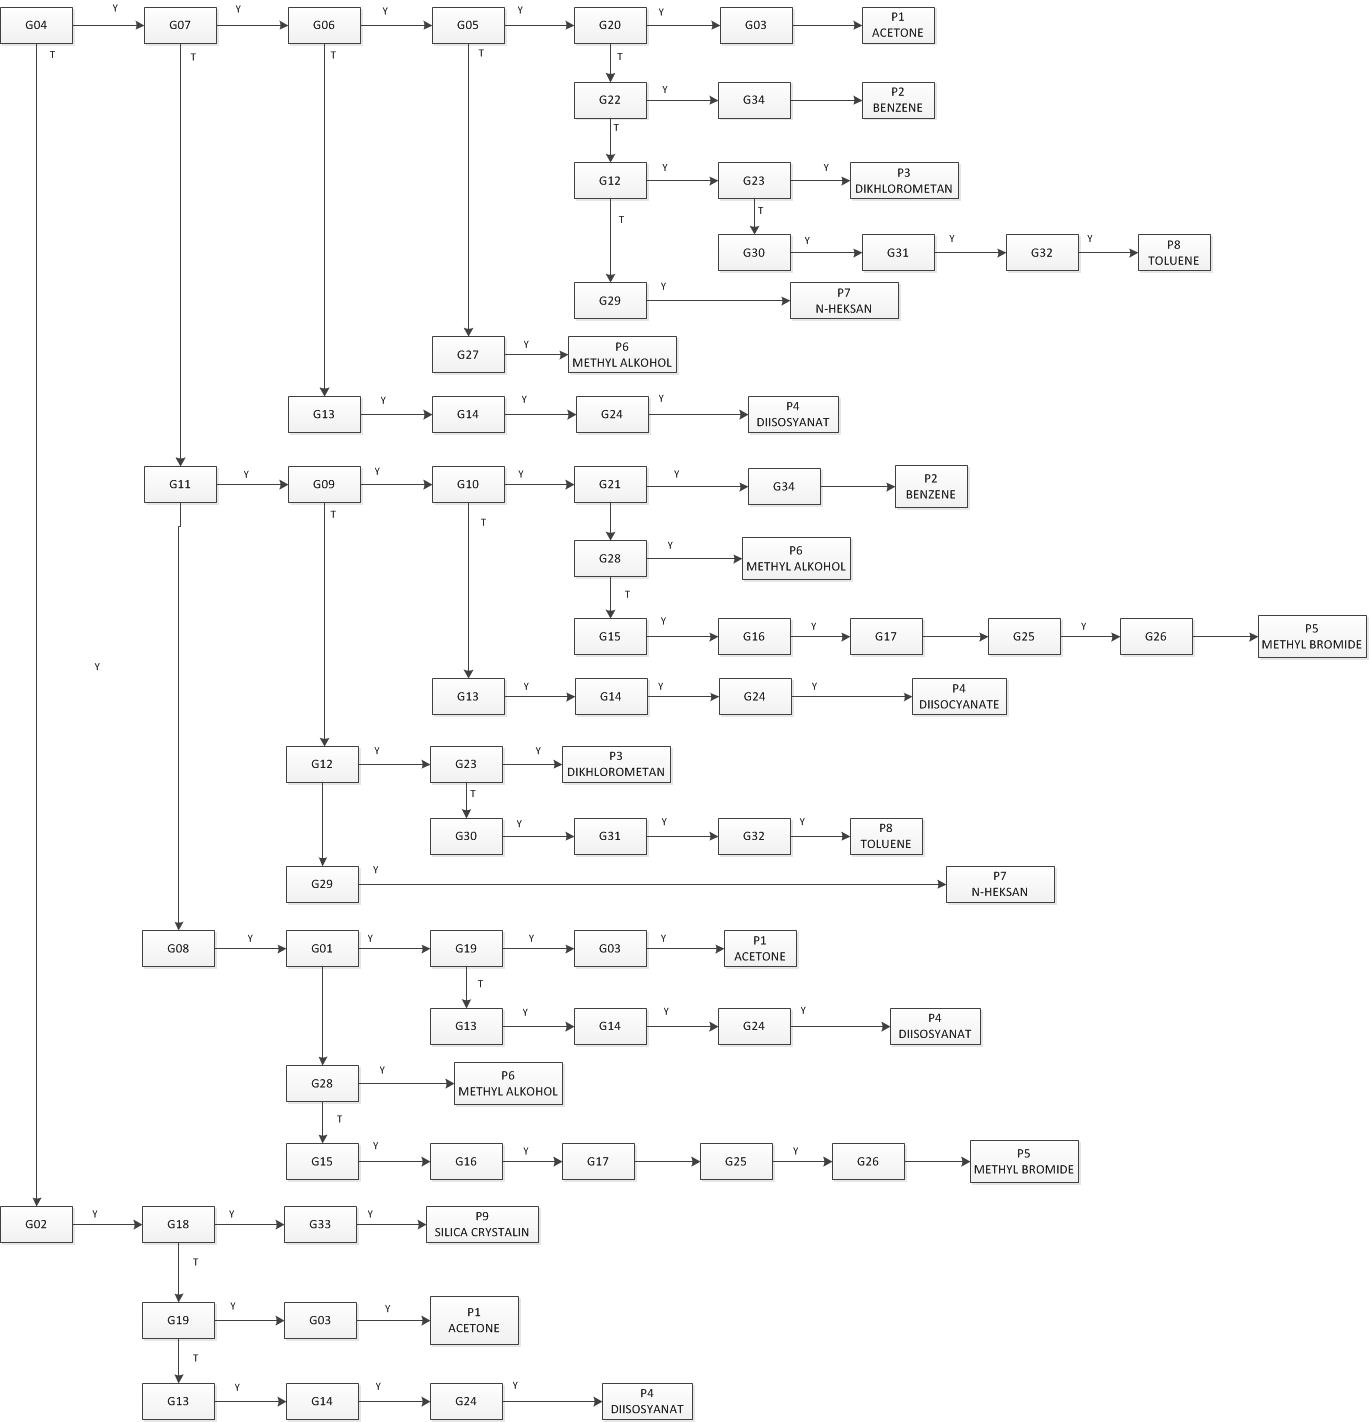 Y Y Y Y Y
G04 G07 G06 G05 G20 G03 P1
ACETONE
T T T T T
Y
G22 G34 P2
BENZENE
T
Y Y
G12 G23 P3
DIKHLOROMETAN
T T
Y Y Y
G30 G31 G32 P8
TOLUENE
Y
G29 P7
N-HEKSAN
Y
G27 P6
METHYL ALKOHOL
Y Y Y
G13 G14 G24 P4
DIISOSYANAT
Y Y Y Y
G11 G09 G10 G21 G34 P2
BENZENE
T T
Y
G28 P6
METHYL ALKOHOL
T
Y Y Y
G15 G16 G17 G25 G26 P5
METHYL BROMIDE
Y
Y Y Y
G13 G14 G24 P4
DIISOCYANATE
Y Y
G12 G23 P3
DIKHLOROMETAN
T
Y Y Y
G30 G31 G32 P8
TOLUENE
Y
G29 P7
N-HEKSAN
Y Y Y Y
G08 G01 G19 G03 P1
ACETONE
T
Y Y Y
G13 G14 G24 P4
DIISOSYANAT
Y
G28 P6
METHYL ALKOHOL
T
Y Y Y
G15 G16 G17 G25 G26 P5
METHYL BROMIDE
Y Y Y
G02 G18 G33 P9
SILICA CRYSTALIN
T
Y Y
G19 G03 P1
ACETONE
T
Y Y Y
G13 G14 G24 P4
DIISOSYANAT